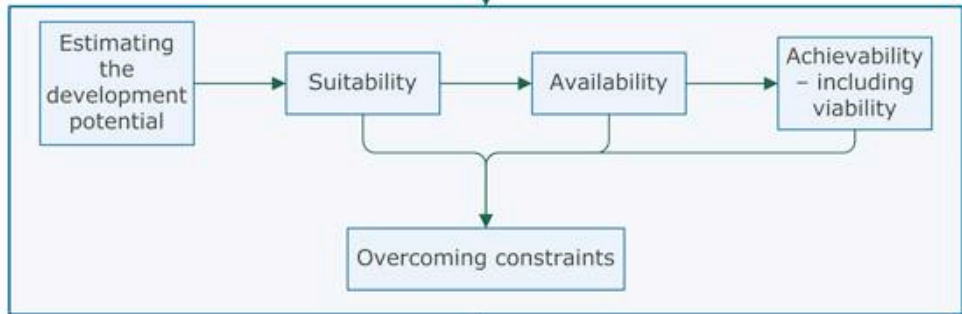 Estimating
the
development
potential
Suitability
Availability
Achievability
– including
viability
Overcoming constraints